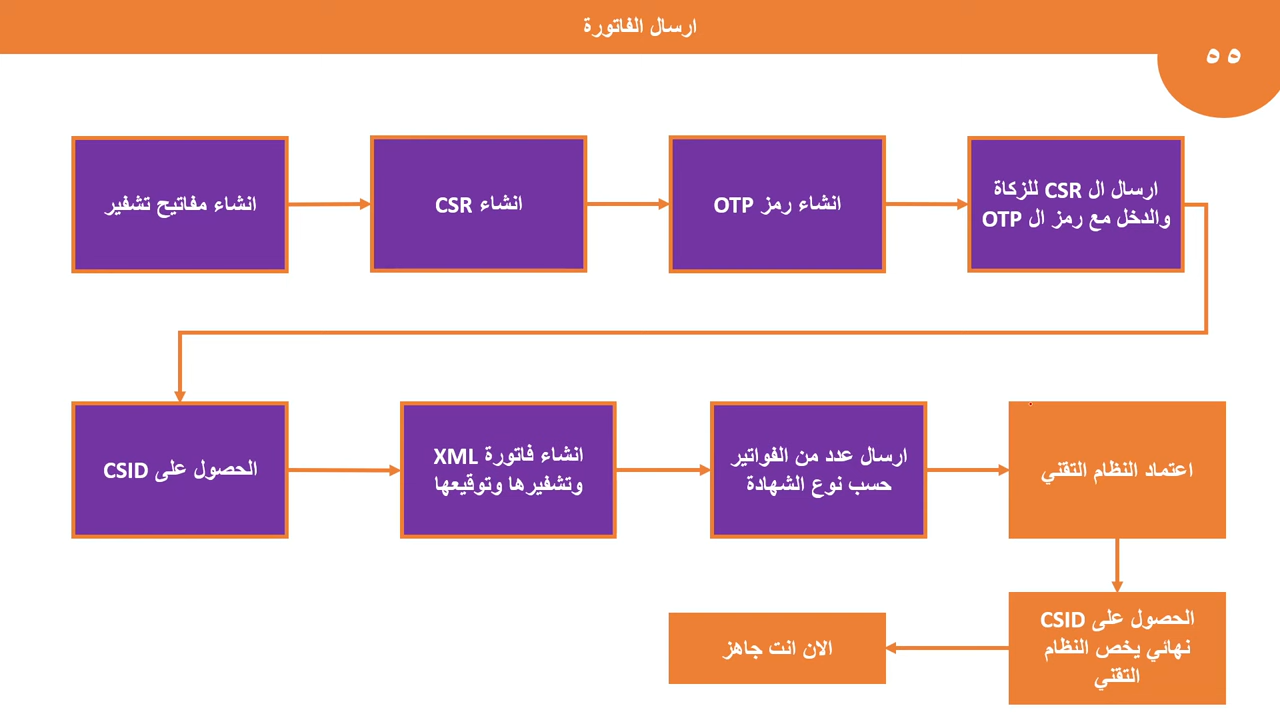 ارسال الفاتورة
٥٥
انشاء مفاتيح تشفير
انشاء CSR
انشاء رمز OTP
ارسال ال CSR للزكاة
والدخل مع رمز ال OTP
الحصول على CSID
انشاء فاتورة XML
وتشفيرها وتوقيعها
ارسال عدد من الفواتير
حسب نوع الشهادة
اعتماد النظام التقني
الحصول على CSID
نهائي يخص النظام
التقني
الان انت جاهز